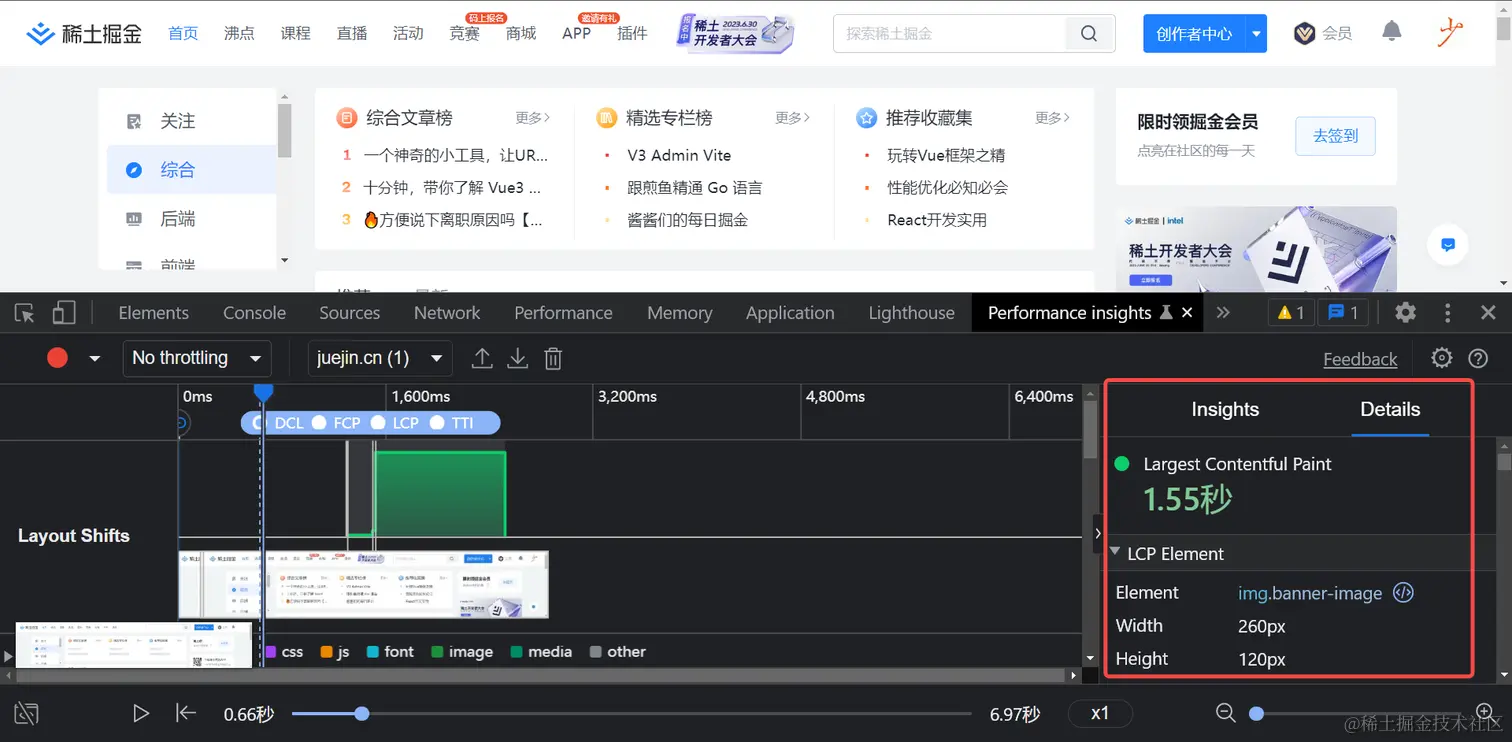 稀土掘金 首页 沸点 课程 直播 活动 竞赛 码上报名 商城 APP 邀请有礼 插件
报名中 稀土 2023.6.30 开发者大会
探索稀土掘金
创作者中心
会员
关注
综合
后端
前端
综合文章榜 更多
1 一个神奇的小工具，让UR...
2 十分钟，带你了解 Vue3 ...
3 🔥方便说下离职原因吗【...
精选专栏榜 更多
V3 Admin Vite
跟煎鱼精通 Go 语言
酱酱们的每日掘金
推荐收藏集 更多
玩转Vue框架之精
性能优化必知必会
React开发实用
限时领掘金会员
点亮在社区的每一天
去签到
稀土掘金 | intel
稀土开发者大会
立即报名
推荐 最新
Elements Console Sources Network Performance Memory Application Lighthouse Performance insights 1 1
No throttling juejin.cn (1) Feedback
0ms 1,600ms 3,200ms 4,800ms 6,400ms
DCL FCP LCP TTI
Layout Shifts
css js font image media other
Insights Details
Largest Contentful Paint
1.55秒
LCP Element
Element img.banner-image
Width 260px
Height 120px
0.66秒 6.97秒 x1
@稀土掘金技术社区